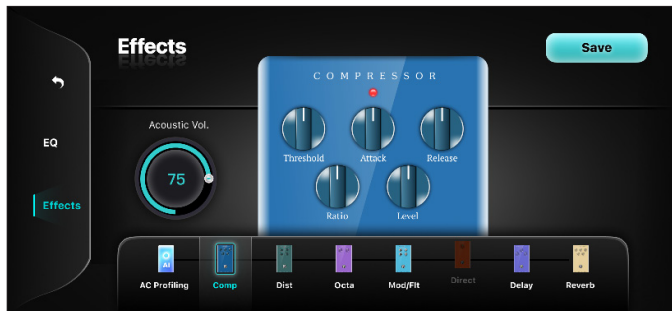 Effects
Save
COMPRESSOR
EQ
Acoustic Vol.
Threshold
Attack
Release
75
Effects
Ratio
Level
AI
AC Profiling
Comp
Dist
Octa
Mod/Flt
Direct
Delay
Reverb